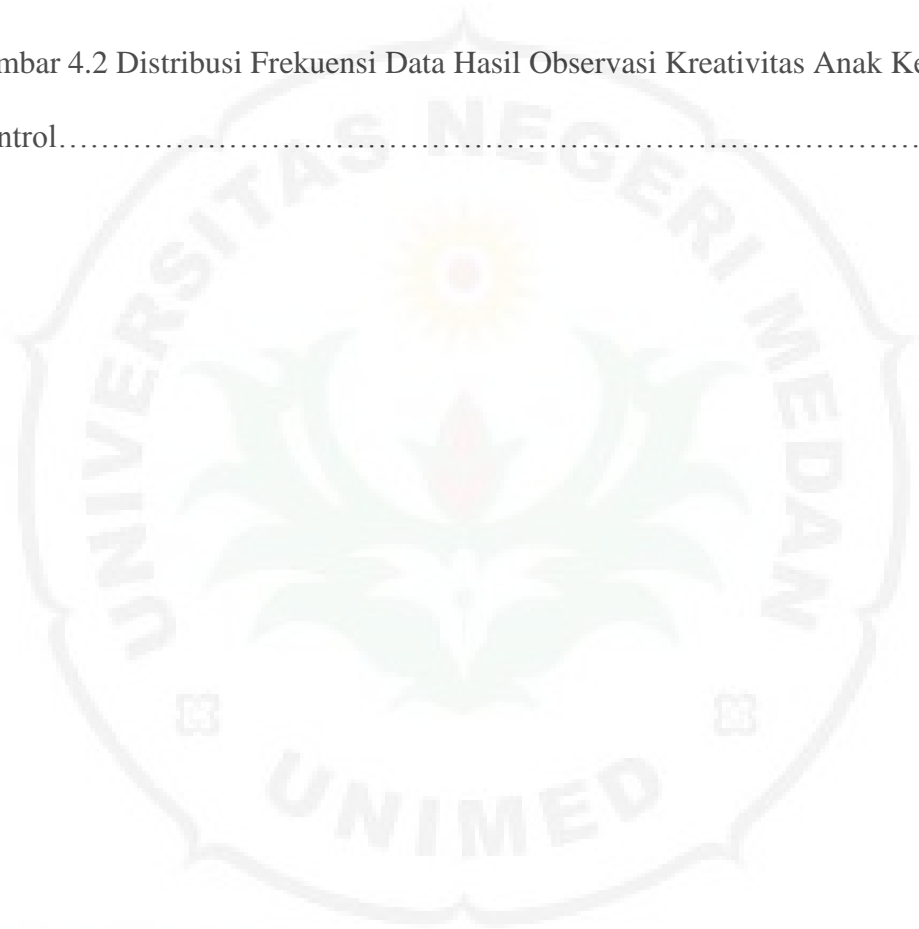 mbar 4.2 Distribusi Frekuensi Data Hasil Observasi Kreativitas Anak Ke
ntrol……………………………………………………………………
UNIVERSITAS NEGERI MEDAN
UNIMED